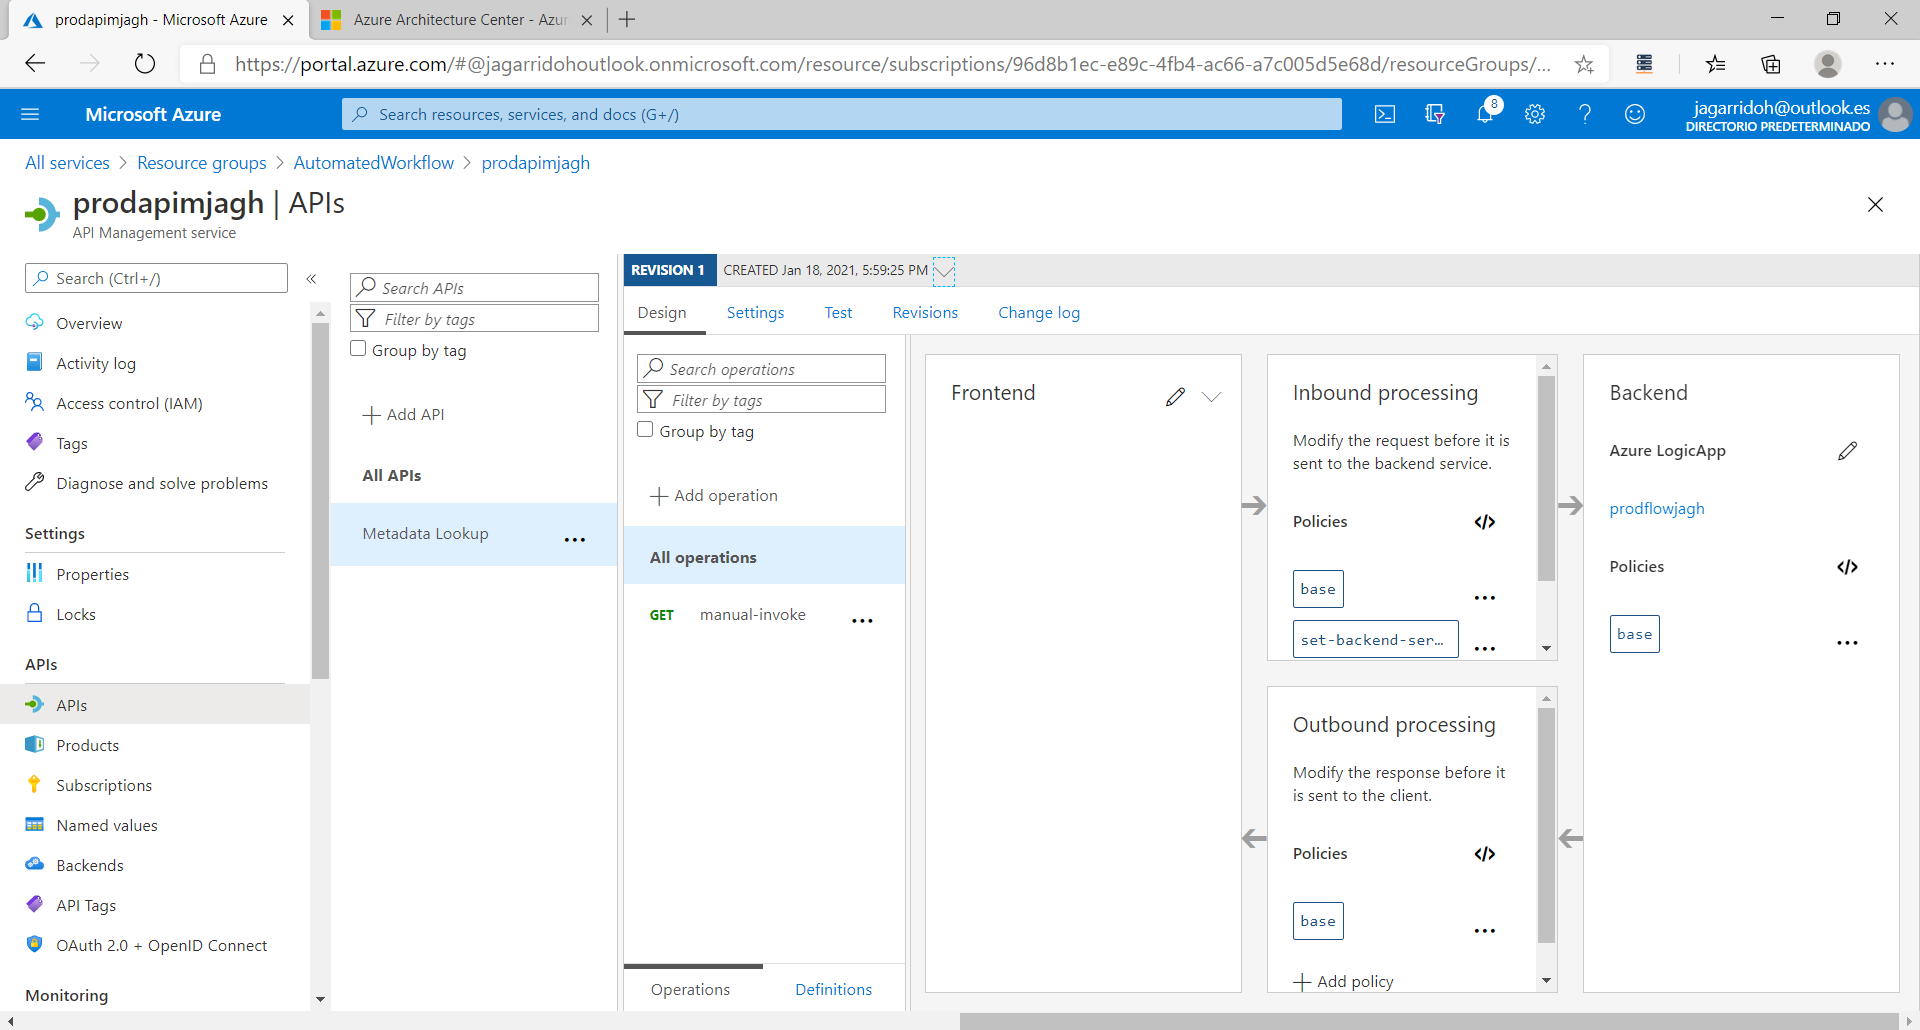 prodapimjagh - Microsoft Azure
Azure Architecture Center - Azur
https://portal.azure.com/#@jagarridohoutlook.onmicrosoft.com/resource/subscriptions/96d8b1ec-e89c-4fb4-ac66-a7c005d5e68d/resourceGroups/...
Microsoft Azure
Search resources, services, and docs (G+/)
8
jagarridoh@outlook.es
DIRECTORIO PREDETERMINADO
All services > Resource groups > AutomatedWorkflow > prodapimjagh
prodapimjagh | APIs
API Management service
Search (Ctrl+/)
«
Overview
Activity log
Access control (IAM)
Tags
Diagnose and solve problems
Settings
Properties
Locks
APIs
APIs
Products
Subscriptions
Named values
Backends
API Tags
OAuth 2.0 + OpenID Connect
Monitoring
Search APIs
Filter by tags
Group by tag
Add API
All APIs
Metadata Lookup
REVISION 1
CREATED Jan 18, 2021, 5:59:25 PM
Design
Settings
Test
Revisions
Change log
Search operations
Filter by tags
Group by tag
Add operation
All operations
GET manual-invoke
Operations
Definitions
Frontend
Inbound processing
Modify the request before it is
sent to the backend service.
Policies
</>
base
set-backend-ser...
Outbound processing
Modify the response before it
is sent to the client.
Policies
</>
base
Add policy
Backend
Azure LogicApp
prodflowjagh
Policies
</>
base